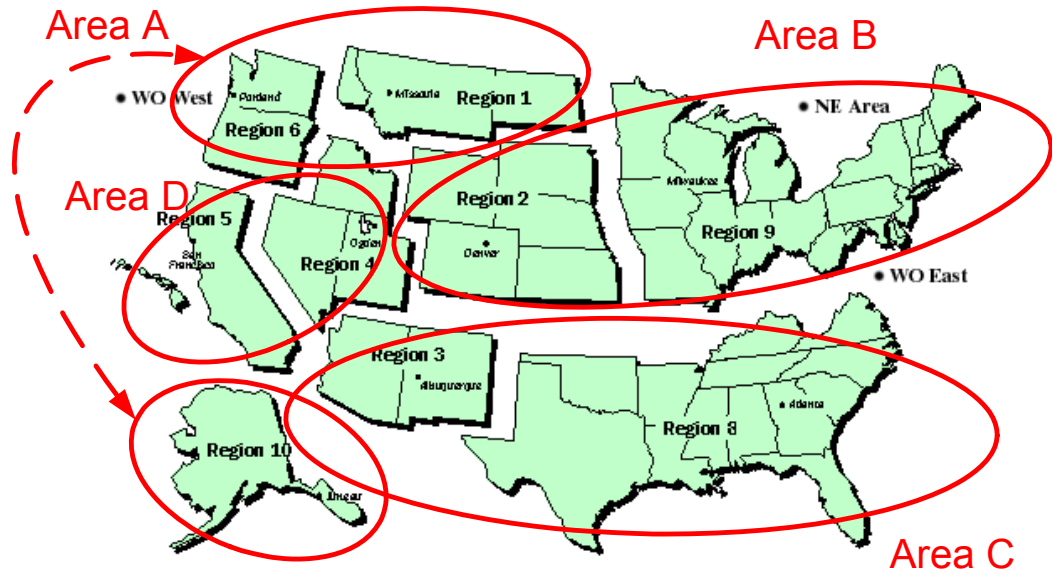 Area A
Area B
WO West
Portland
Missoula
Region 1
NE Area
Region 6
Milwaukee
Area D
Region 2
Region 5
Region 9
Ogden
Denver
San
Francisco
Region 4
WO East
Region 3
Albuquerque
Atlanta
Region 8
Region 10
Juneau
Area C